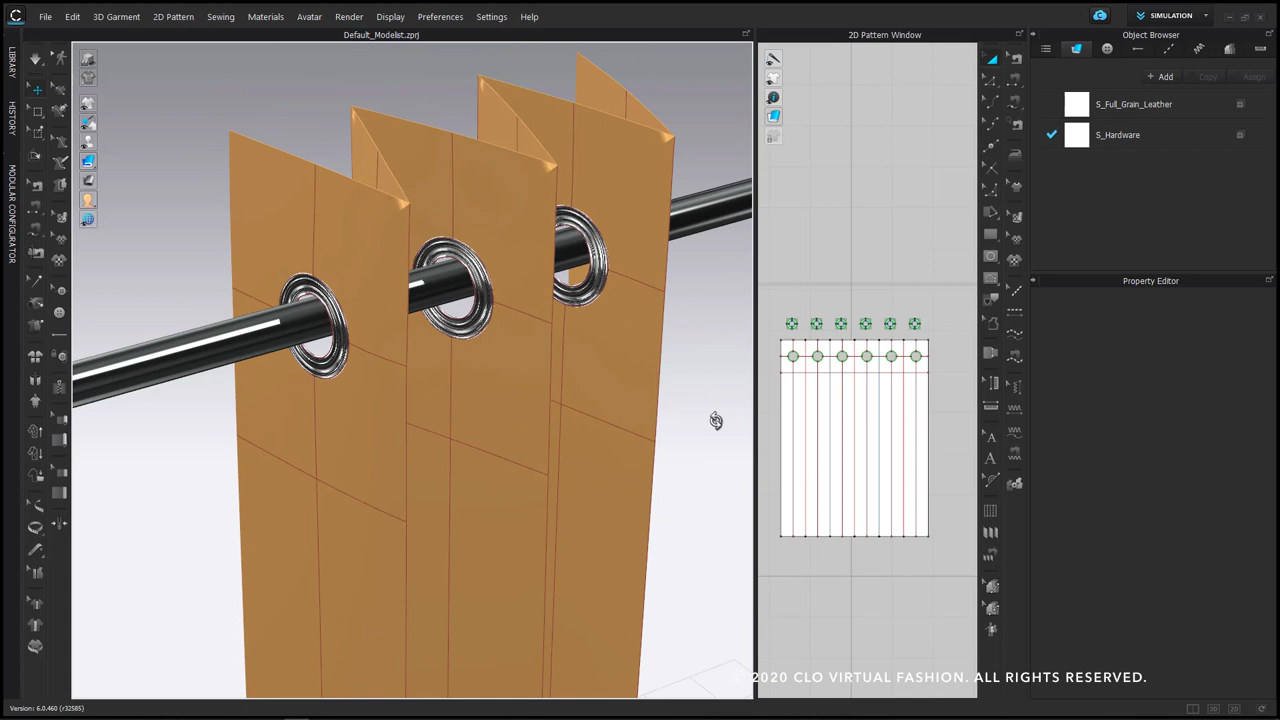 File Edit 3D Garment 2D Pattern Sewing Materials Avatar Render Display Preferences Settings Help
SIMULATION
Default_Modelist.zprj
2D Pattern Window
Object Browser
LIBRARY
HISTORY
MODULAR CONFIGURATOR
+ Add
Copy
Assign
S_Full_Grain_Leather
S_Hardware
Property Editor
© 2020 CLO VIRTUAL FASHION. ALL RIGHTS RESERVED.
Version: 6.0.460 (r32585)
3D
2D